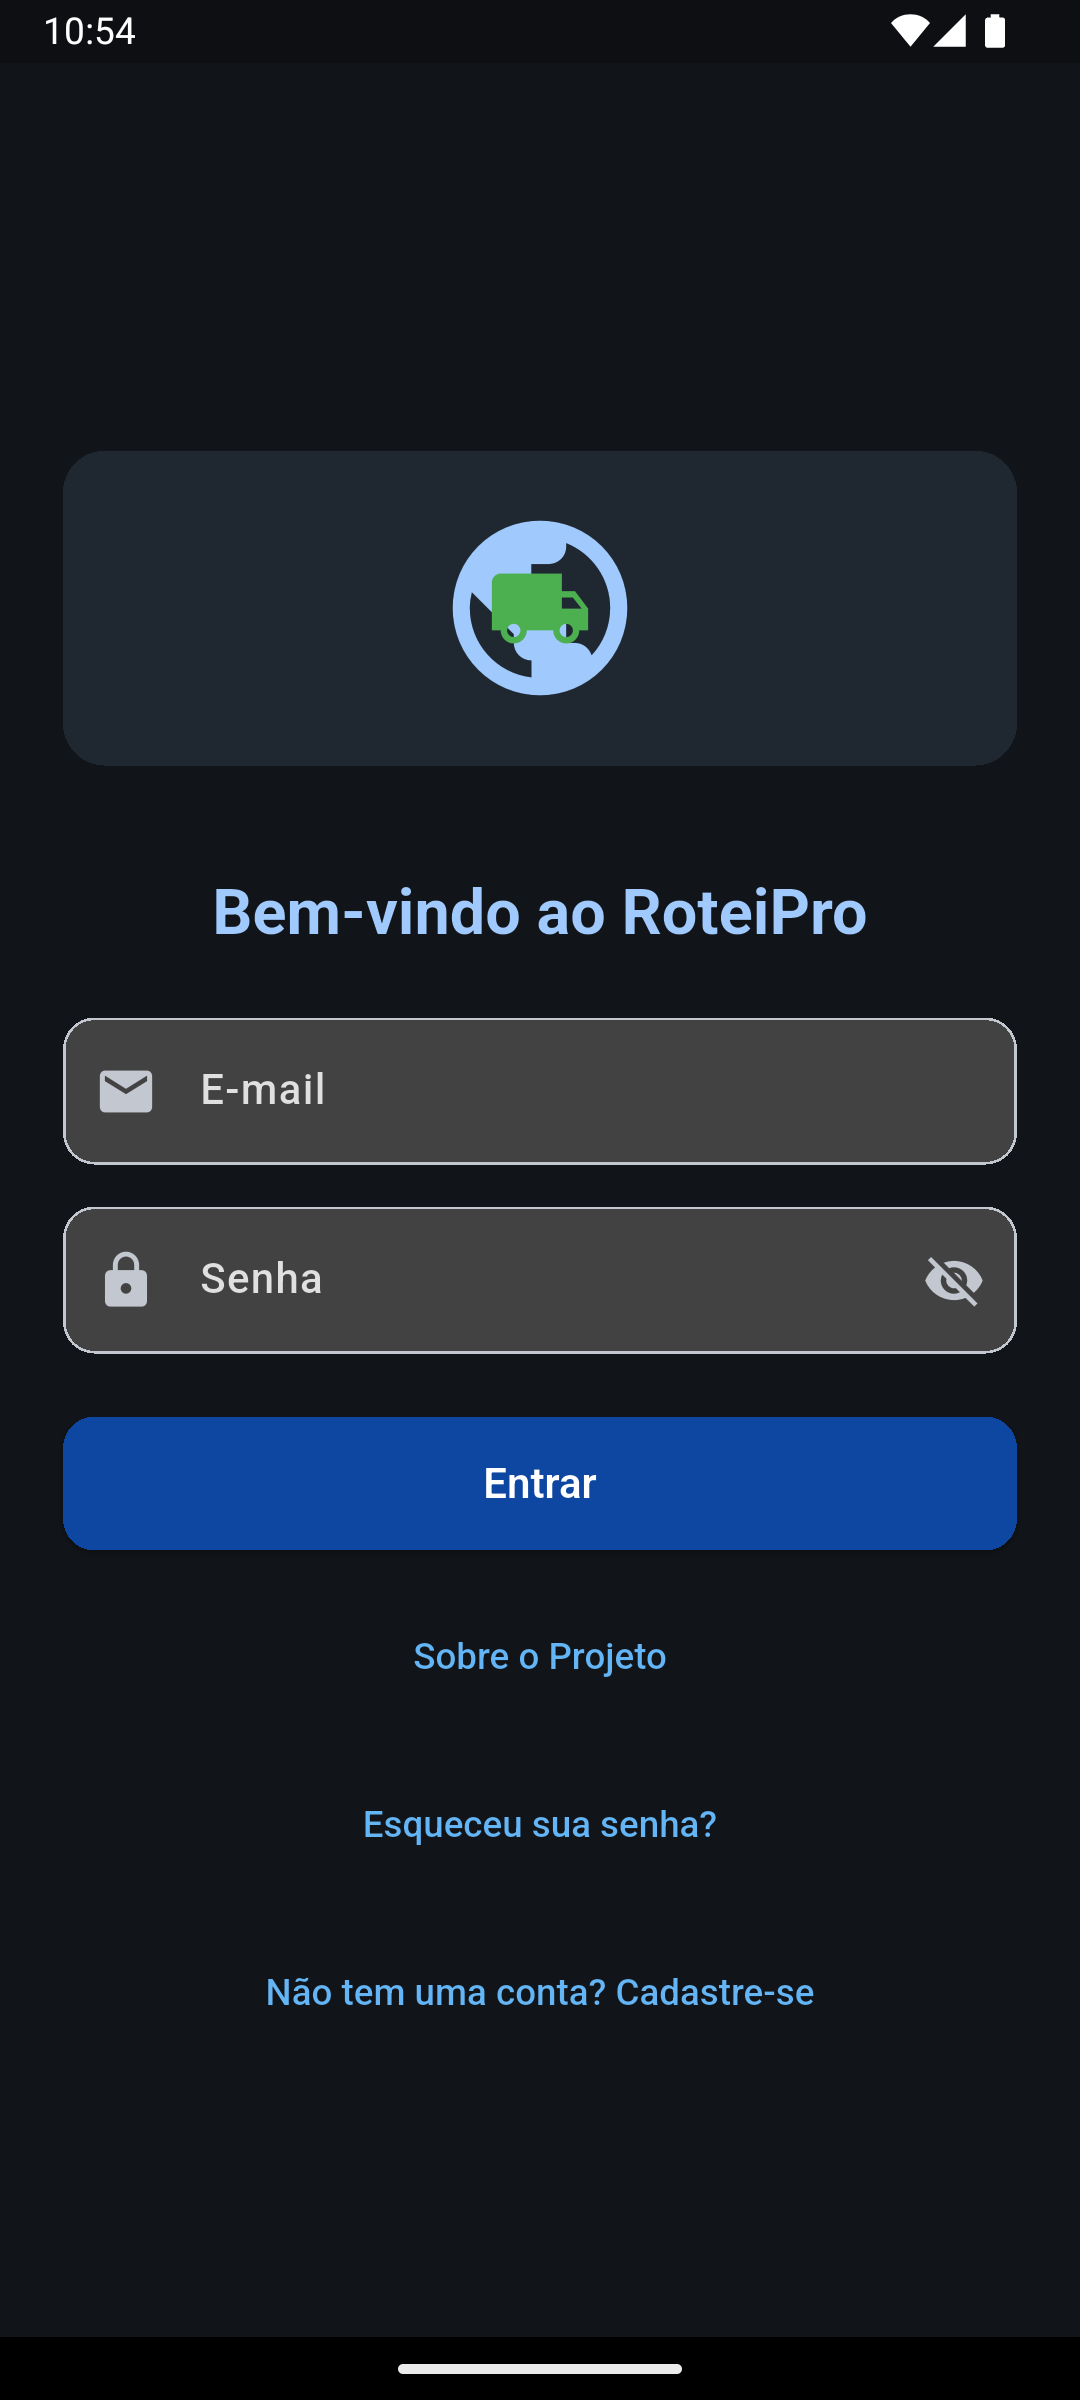 10:54
Bem-vindo ao RoteiPro
E-mail
Senha
Entrar
Sobre o Projeto
Esqueceu sua senha?
Não tem uma conta? Cadastre-se